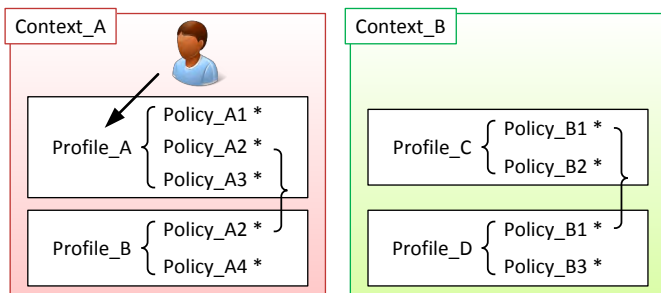 Context_A
Context_B
Profile_A
Policy_A1 *
Policy_A2 *
Policy_A3 *
Profile_B
Policy_A2 *
Policy_A4 *
Profile_C
Policy_B1 *
Policy_B2 *
Profile_D
Policy_B1 *
Policy_B3 *